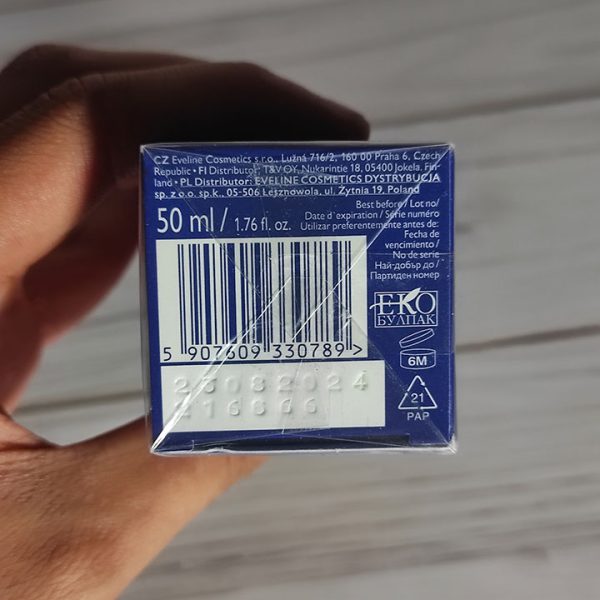 CZ Eveline Cosmetics s.r.o., Lužná 716/2, 160 00 Praha 6, Czech
Republic • FI Distributor: T&V OY, Nukarintie 18, 05400 Jokela, Fin-
land • PL Distributor: EVELINE COSMETICS DYSTRYBUCJA
sp. z o.o. sp.k., 05-506 Lesznowola, ul. Żytnia 19, Poland
50 ml / 1.76 fl. oz.
Best before / Lot no/
Date d'expiration / Série numéro
Utilizar preferentemente antes de:
Fecha de
vencimiento/
No de serie
Най-добър до/
Партиден номер
ЕКО
БУЛПАК
6M
5 907609 330789 >
23082024
21
PAP